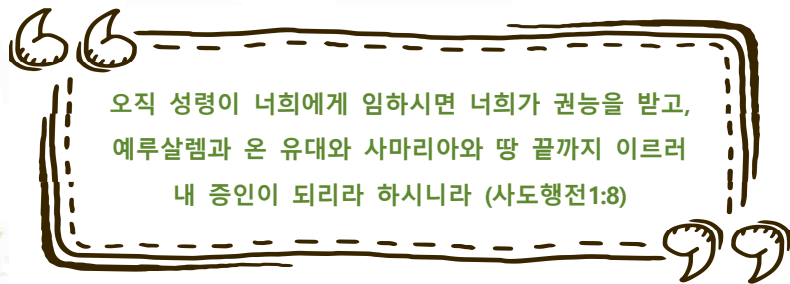 오직 성령이 너희에게 임하시면 너희가 권능을 받고,
예루살렘과 온 유대와 사마리아와 땅 끝까지 이르러
내 증인이 되리라 하시니라 (사도행전1:8)